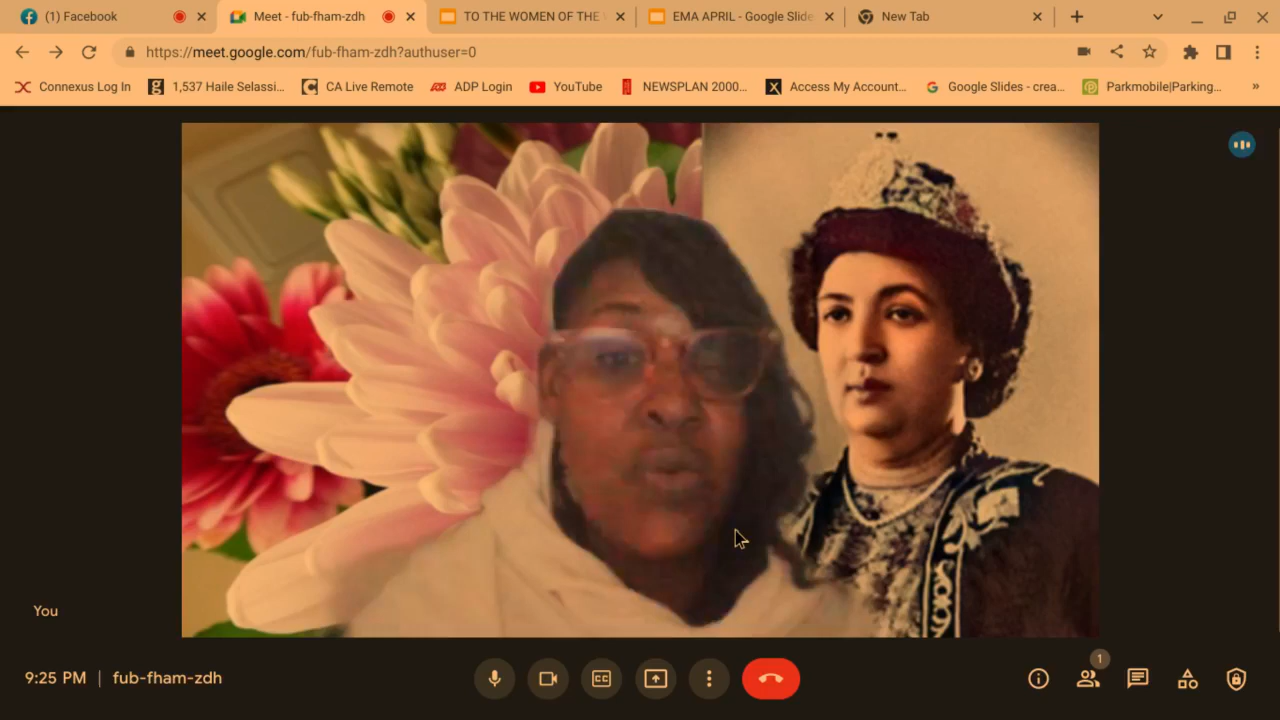 (1) Facebook
Meet - fub-fham-zdh
TO THE WOMEN OF THE
EMA APRIL - Google Slide
New Tab
https://meet.google.com/fub-fham-zdh?authuser=0
Connexus Log In
1,537 Haile Selassi...
CA Live Remote
ADP Login
YouTube
NEWSPLAN 2000...
Access My Account...
Google Slides - crea...
Parkmobile|Parking...
You
9:25 PM | fub-fham-zdh
CC
1